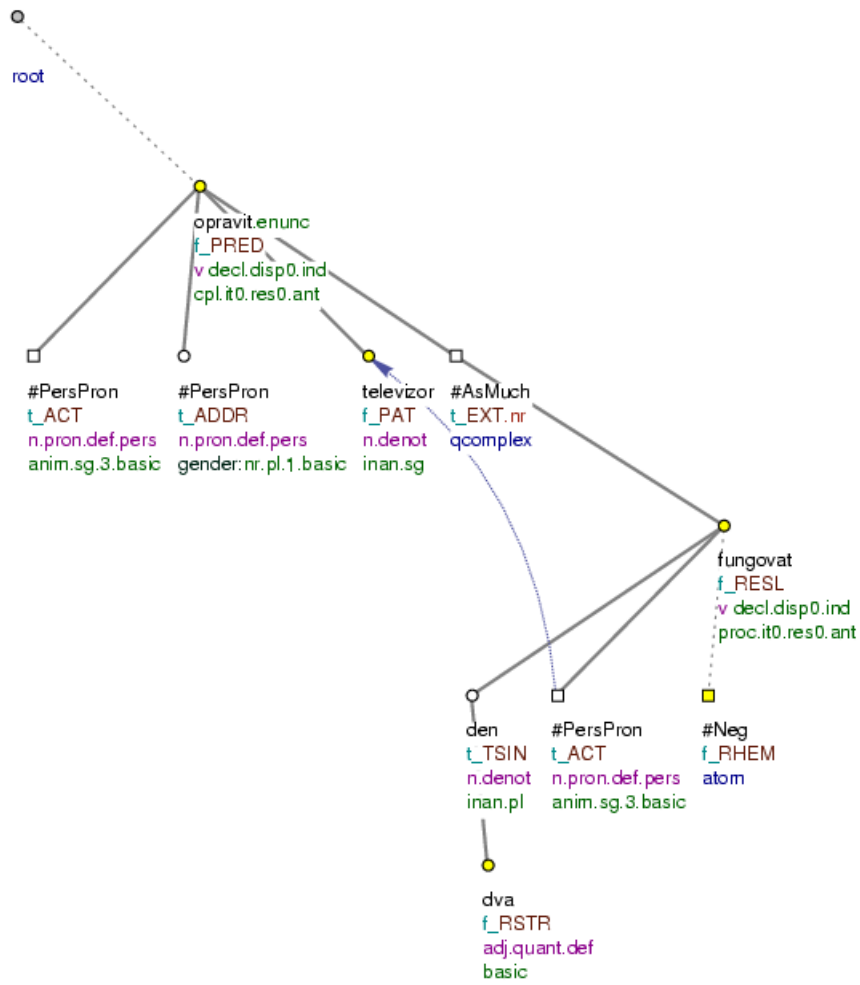 root
opravit.enunc
f_PRED
v decl.disp0.ind
cpl.it0.res0.ant
#PersPron
t_ACT
n.pron.def.pers
anim.sg.3.basic
#PersPron
t_ADDR
n.pron.def.pers
gender:nr.pl.1.basic
televizor
f_PAT
n.denot
inan.sg
#AsMuch
t_EXT.nr
qcomplex
fungovat
f_RESL
v decl.disp0.ind
proc.it0.res0.ant
den
t_TSIN
n.denot
inan.pl
#PersPron
t_ACT
n.pron.def.pers
anim.sg.3.basic
#Neg
f_RHEM
atom
dva
f_RSTR
adj.quant.def
basic